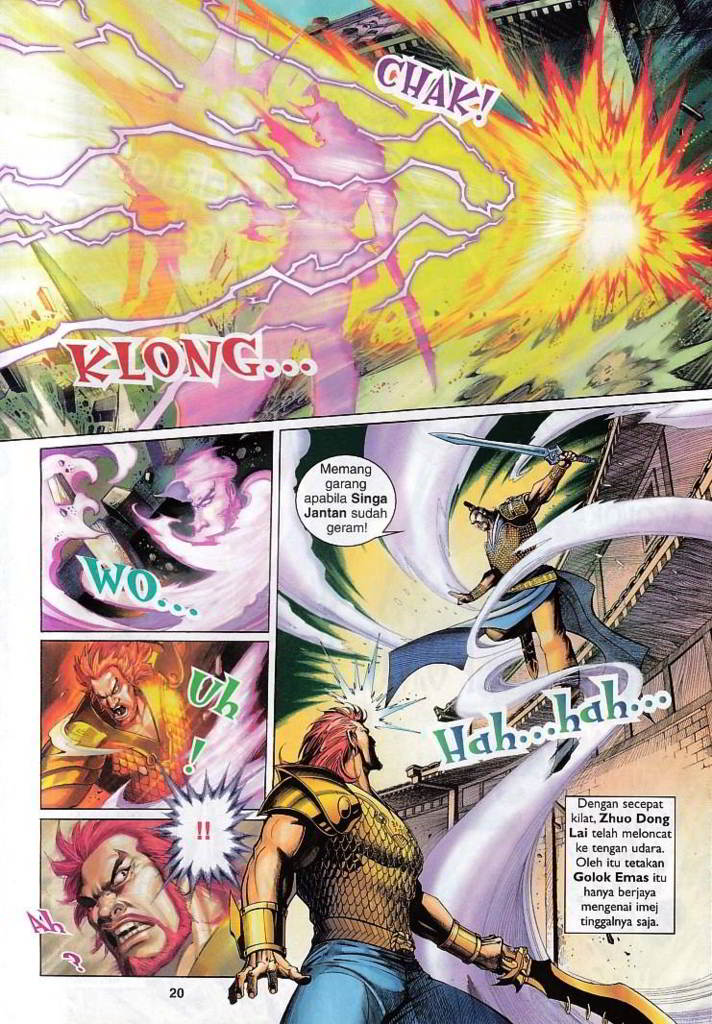 CHAK!
KLONG...
WO...
Memang
garang
apabila Singa
Jantan sudah
geram!
Uh
!
Hah...hah...
!!
Ah
?
Dengan secepat
kilat, Zhuo Dong
Lai telah meloncat
ke tengan udara.
Oleh itu tetakan
Golok Emas itu
hanya berjaya
mengenai imej
tinggalnya saja.
20